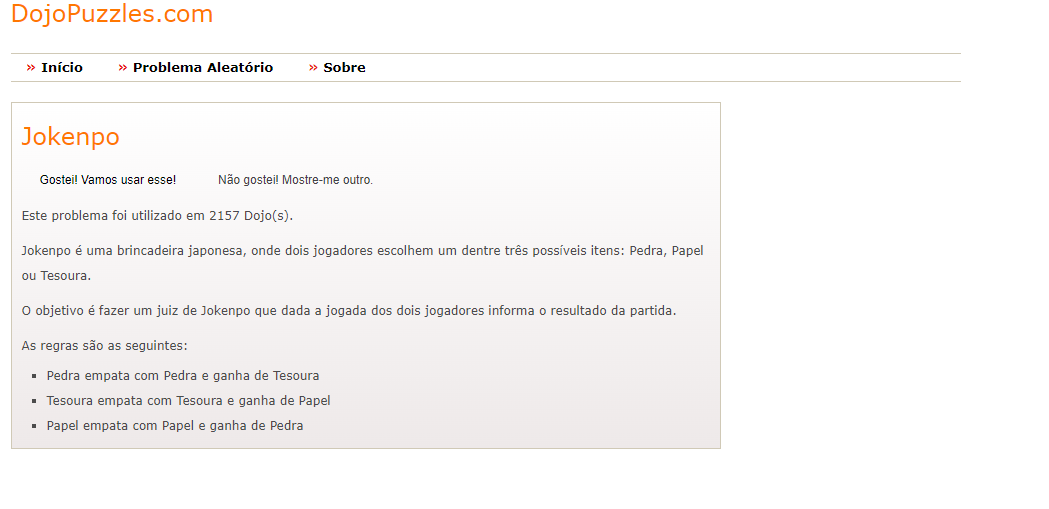 DojoPuzzles.com
» Início » Problema Aleatório » Sobre
Jokenpo
Gostei! Vamos usar esse! Não gostei! Mostre-me outro.
Este problema foi utilizado em 2157 Dojo(s).
Jokenpo é uma brincadeira japonesa, onde dois jogadores escolhem um dentre três possíveis itens: Pedra, Papel
ou Tesoura.
O objetivo é fazer um juiz de Jokenpo que dada a jogada dos dois jogadores informa o resultado da partida.
As regras são as seguintes:
▪ Pedra empata com Pedra e ganha de Tesoura
▪ Tesoura empata com Tesoura e ganha de Papel
▪ Papel empata com Papel e ganha de Pedra